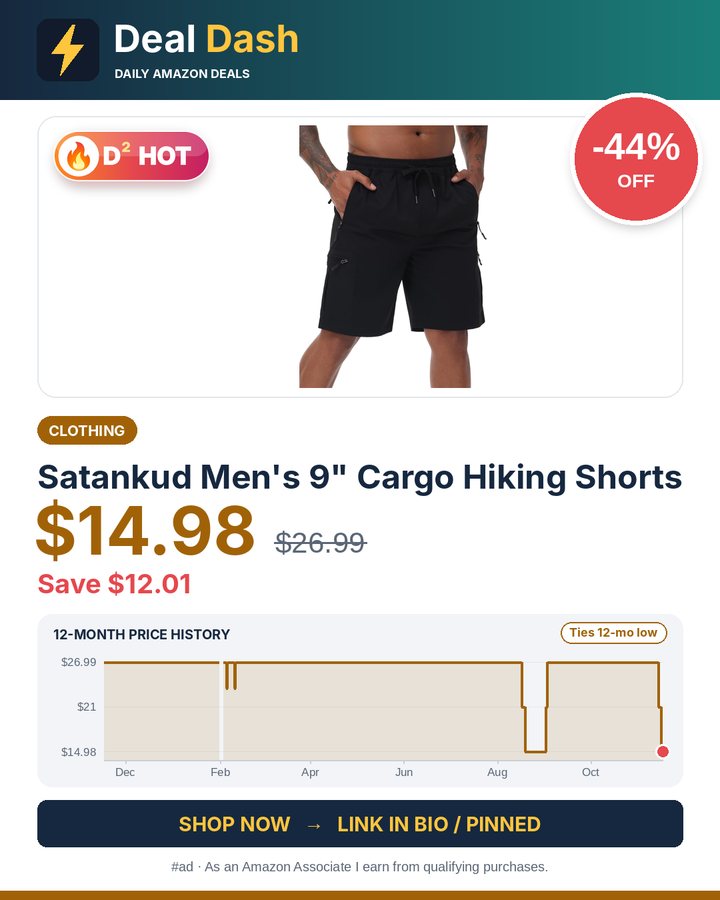 Deal Dash
DAILY AMAZON DEALS
D² HOT
-44%
OFF
CLOTHING
Satankud Men's 9" Cargo Hiking Shorts
$14.98 $26.99
Save $12.01
12-MONTH PRICE HISTORY
Ties 12-mo low
$26.99
$21
$14.98
Dec Feb Apr Jun Aug Oct
SHOP NOW → LINK IN BIO / PINNED
#ad · As an Amazon Associate I earn from qualifying purchases.